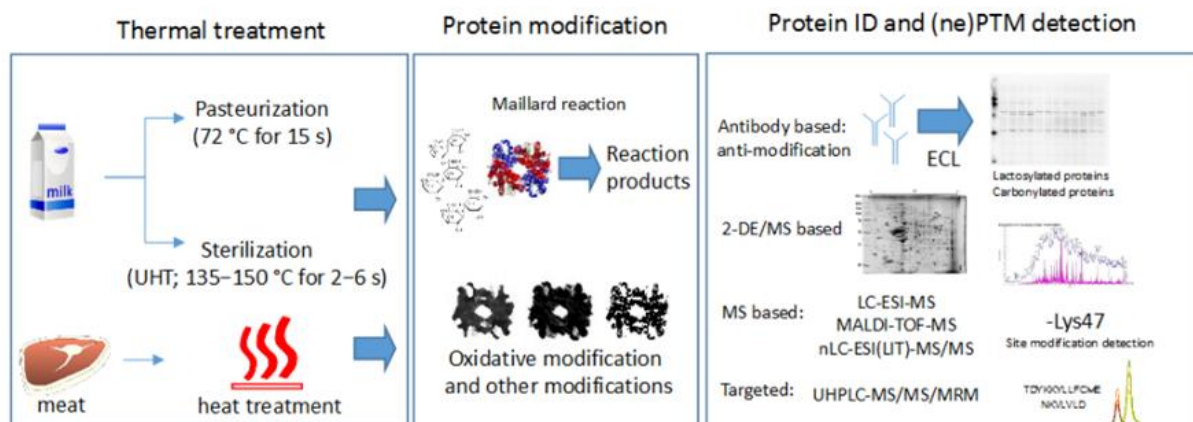 Thermal treatment
Protein modification
Protein ID and (ne)PTM detection
milk
Pasteurization
(72 °C for 15 s)
Sterilization
(UHT; 135–150 °C for 2–6 s)
meat
heat treatment
Maillard reaction
Reaction
products
Oxidative modification
and other modifications
Antibody based:
anti-modification
ECL
Lactosylated proteins
Carbonylated proteins
2-DE/MS based
MS based:
LC-ESI-MS
MALDI-TOF-MS
nLC-ESI(LIT)-MS/MS
-Lys47
Site modification detection
Targeted:
UHPLC-MS/MS/MRM
TDYKKYLLFCME
NKVLVLD